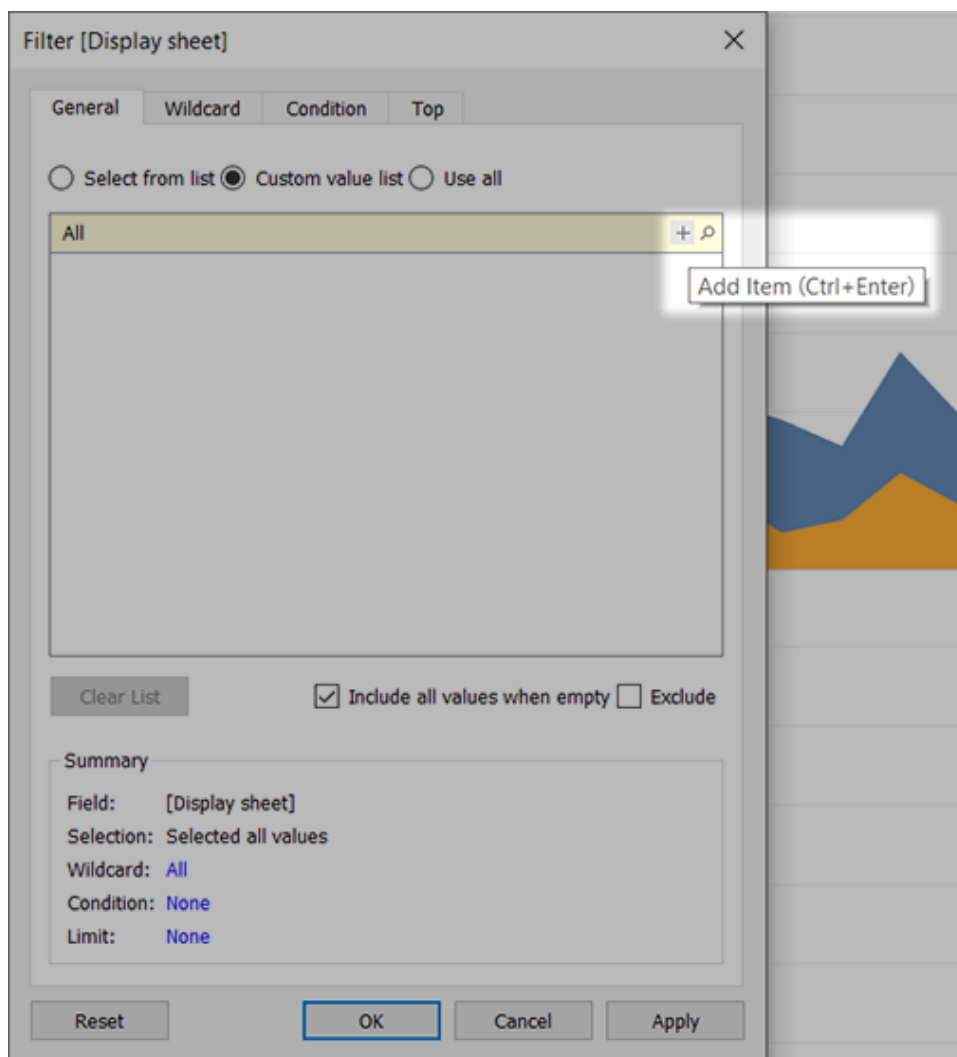 Filter [Display sheet]
General Wildcard Condition Top
Select from list Custom value list Use all
All
Add Item (Ctrl+Enter)
Clear List Include all values when empty Exclude
Summary
Field: [Display sheet]
Selection: Selected all values
Wildcard: All
Condition: None
Limit: None
Reset OK Cancel Apply